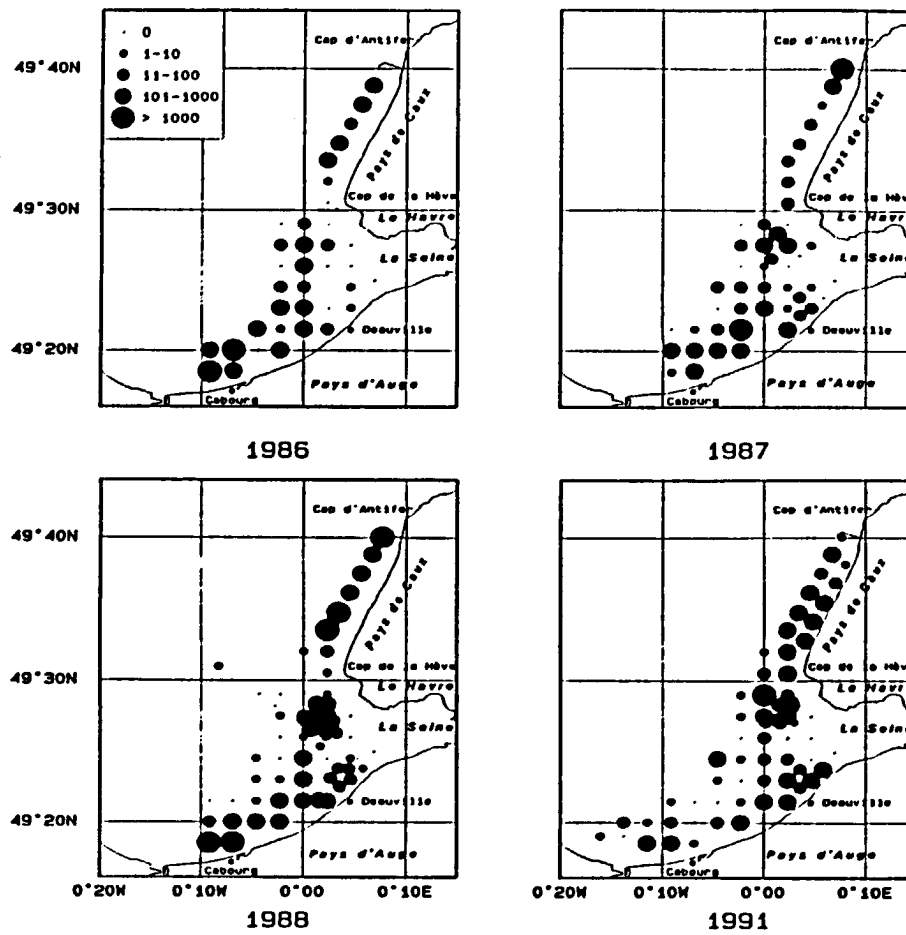 0
1-10
11-100
101-1000
> 1000
49°40N
49°30N
49°20N
Cap d'Antifer
Pays de Caux
Cap de la Hève
Le Havre
La Seine
Deauville
Pays d'Auge
Cabourg
1986
Cap d'Antifer
Pays de Caux
Cap de la Hève
Le Havre
La Seine
Deauville
Pays d'Auge
Cabourg
1987
49°40N
49°30N
49°20N
Cap d'Antifer
Pays de Caux
Cap de la Hève
Le Havre
La Seine
Deauville
Pays d'Auge
Cabourg
0°20W
0°10W
0°00
0°10E
1988
Cap d'Antifer
Pays de Caux
Cap de la Hève
Le Havre
La Seine
Deauville
Pays d'Auge
Cabourg
0°20W
0°10W
0°00
0°10E
1991